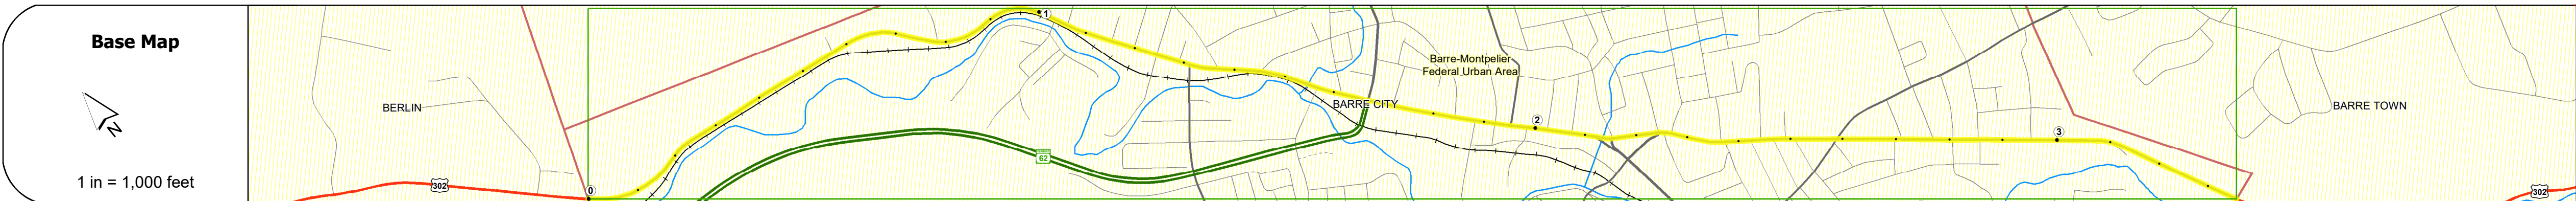 Base Map
N
1 in = 1,000 feet
BERLIN
302
0
1
62
Barre-Montpelier
Federal Urban Area
BARRE CITY
2
3
BARRE TOWN
302